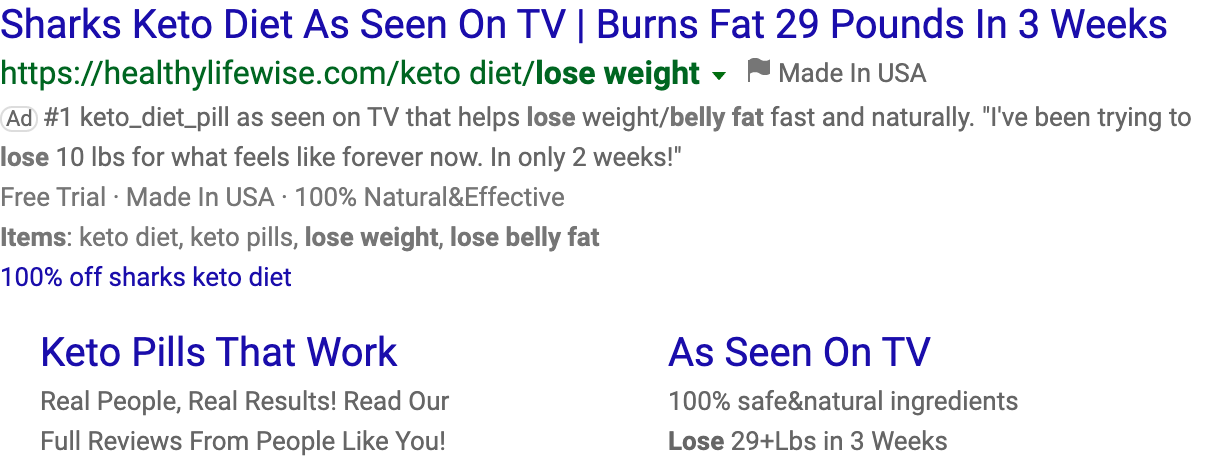 Sharks Keto Diet As Seen On TV | Burns Fat 29 Pounds In 3 Weeks
https://healthylifewise.com/keto diet/lose weight Made In USA
Ad #1 keto_diet_pill as seen on TV that helps lose weight/belly fat fast and naturally. "I've been trying to
lose 10 lbs for what feels like forever now. In only 2 weeks!"
Free Trial · Made In USA · 100% Natural&Effective
Items: keto diet, keto pills, lose weight, lose belly fat
100% off sharks keto diet
Keto Pills That Work
Real People, Real Results! Read Our
Full Reviews From People Like You!
As Seen On TV
100% safe&natural ingredients
Lose 29+Lbs in 3 Weeks